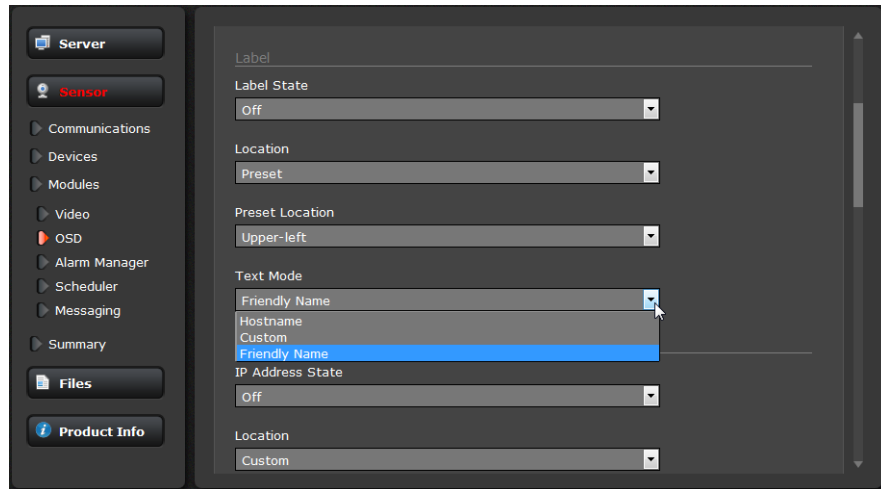 Server
Sensor
Communications
Devices
Modules
Video
OSD
Alarm Manager
Scheduler
Messaging
Summary
Files
Product Info
Label
Label State
Off
Location
Preset
Preset Location
Upper-left
Text Mode
Friendly Name
Hostname
Custom
Friendly Name
IP Address State
Off
Location
Custom